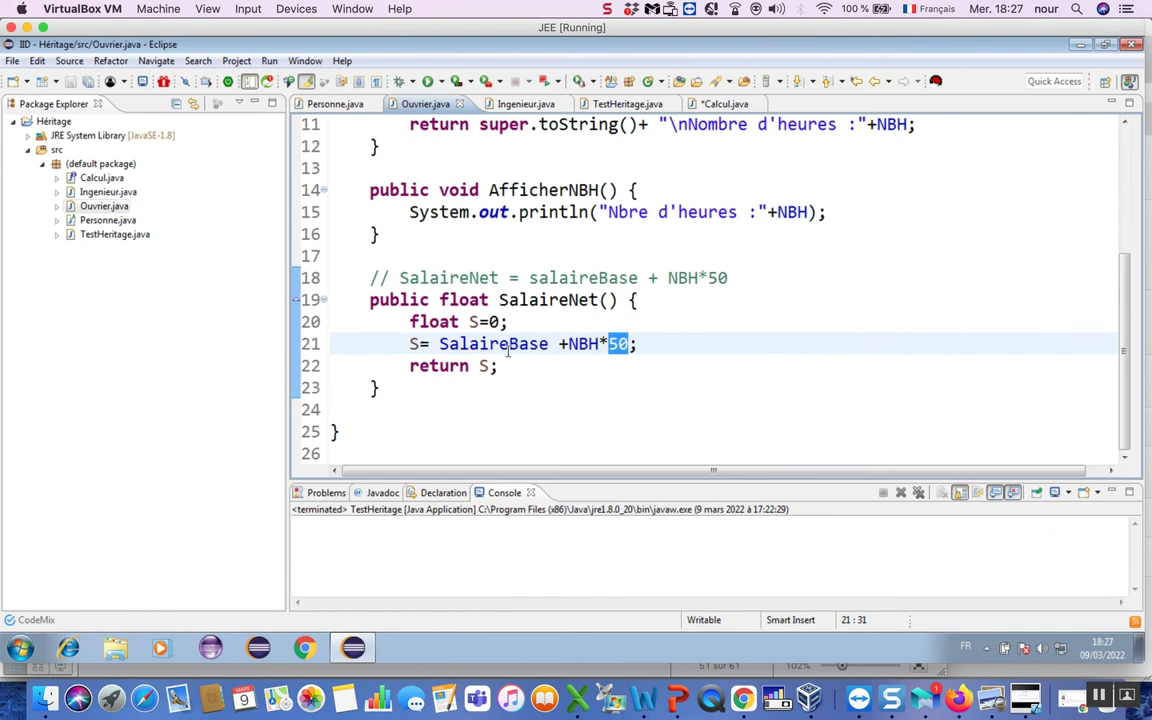 VirtualBox VM Machine View Input Devices Window Help 100 % Français Mer. 18:27 nour
JEE [Running]
IID - Héritage/src/Ouvrier.java - Eclipse
File Edit Source Refactor Navigate Search Project Run Window Help
Quick Access
Package Explorer
Personne.java Ouvrier.java Ingenieur.java TestHeritage.java *Calcul.java
Héritage
JRE System Library [JavaSE-1.8]
src
(default package)
Calcul.java
Ingenieur.java
Ouvrier.java
Personne.java
TestHeritage.java
11 return super.toString()+ "\nNombre d'heures :"+NBH;
12 }
13
14 public void AfficherNBH() {
15 System.out.println("Nbre d'heures :"+NBH);
16 }
17
18 // SalaireNet = salaireBase + NBH*50
19 public float SalaireNet() {
20 float S=0;
21 S= SalaireBase +NBH*50;
22 return S;
23 }
24
25 }
26
Problems Javadoc Declaration Console
<terminated> TestHeritage [Java Application] C:\Program Files (x86)\Java\jre1.8.0_20\bin\javaw.exe (9 mars 2022 à 17:22:29)
CodeMix
Writable Smart Insert 21 : 31
FR 18:27
09/03/2022
51 sur 61 102%